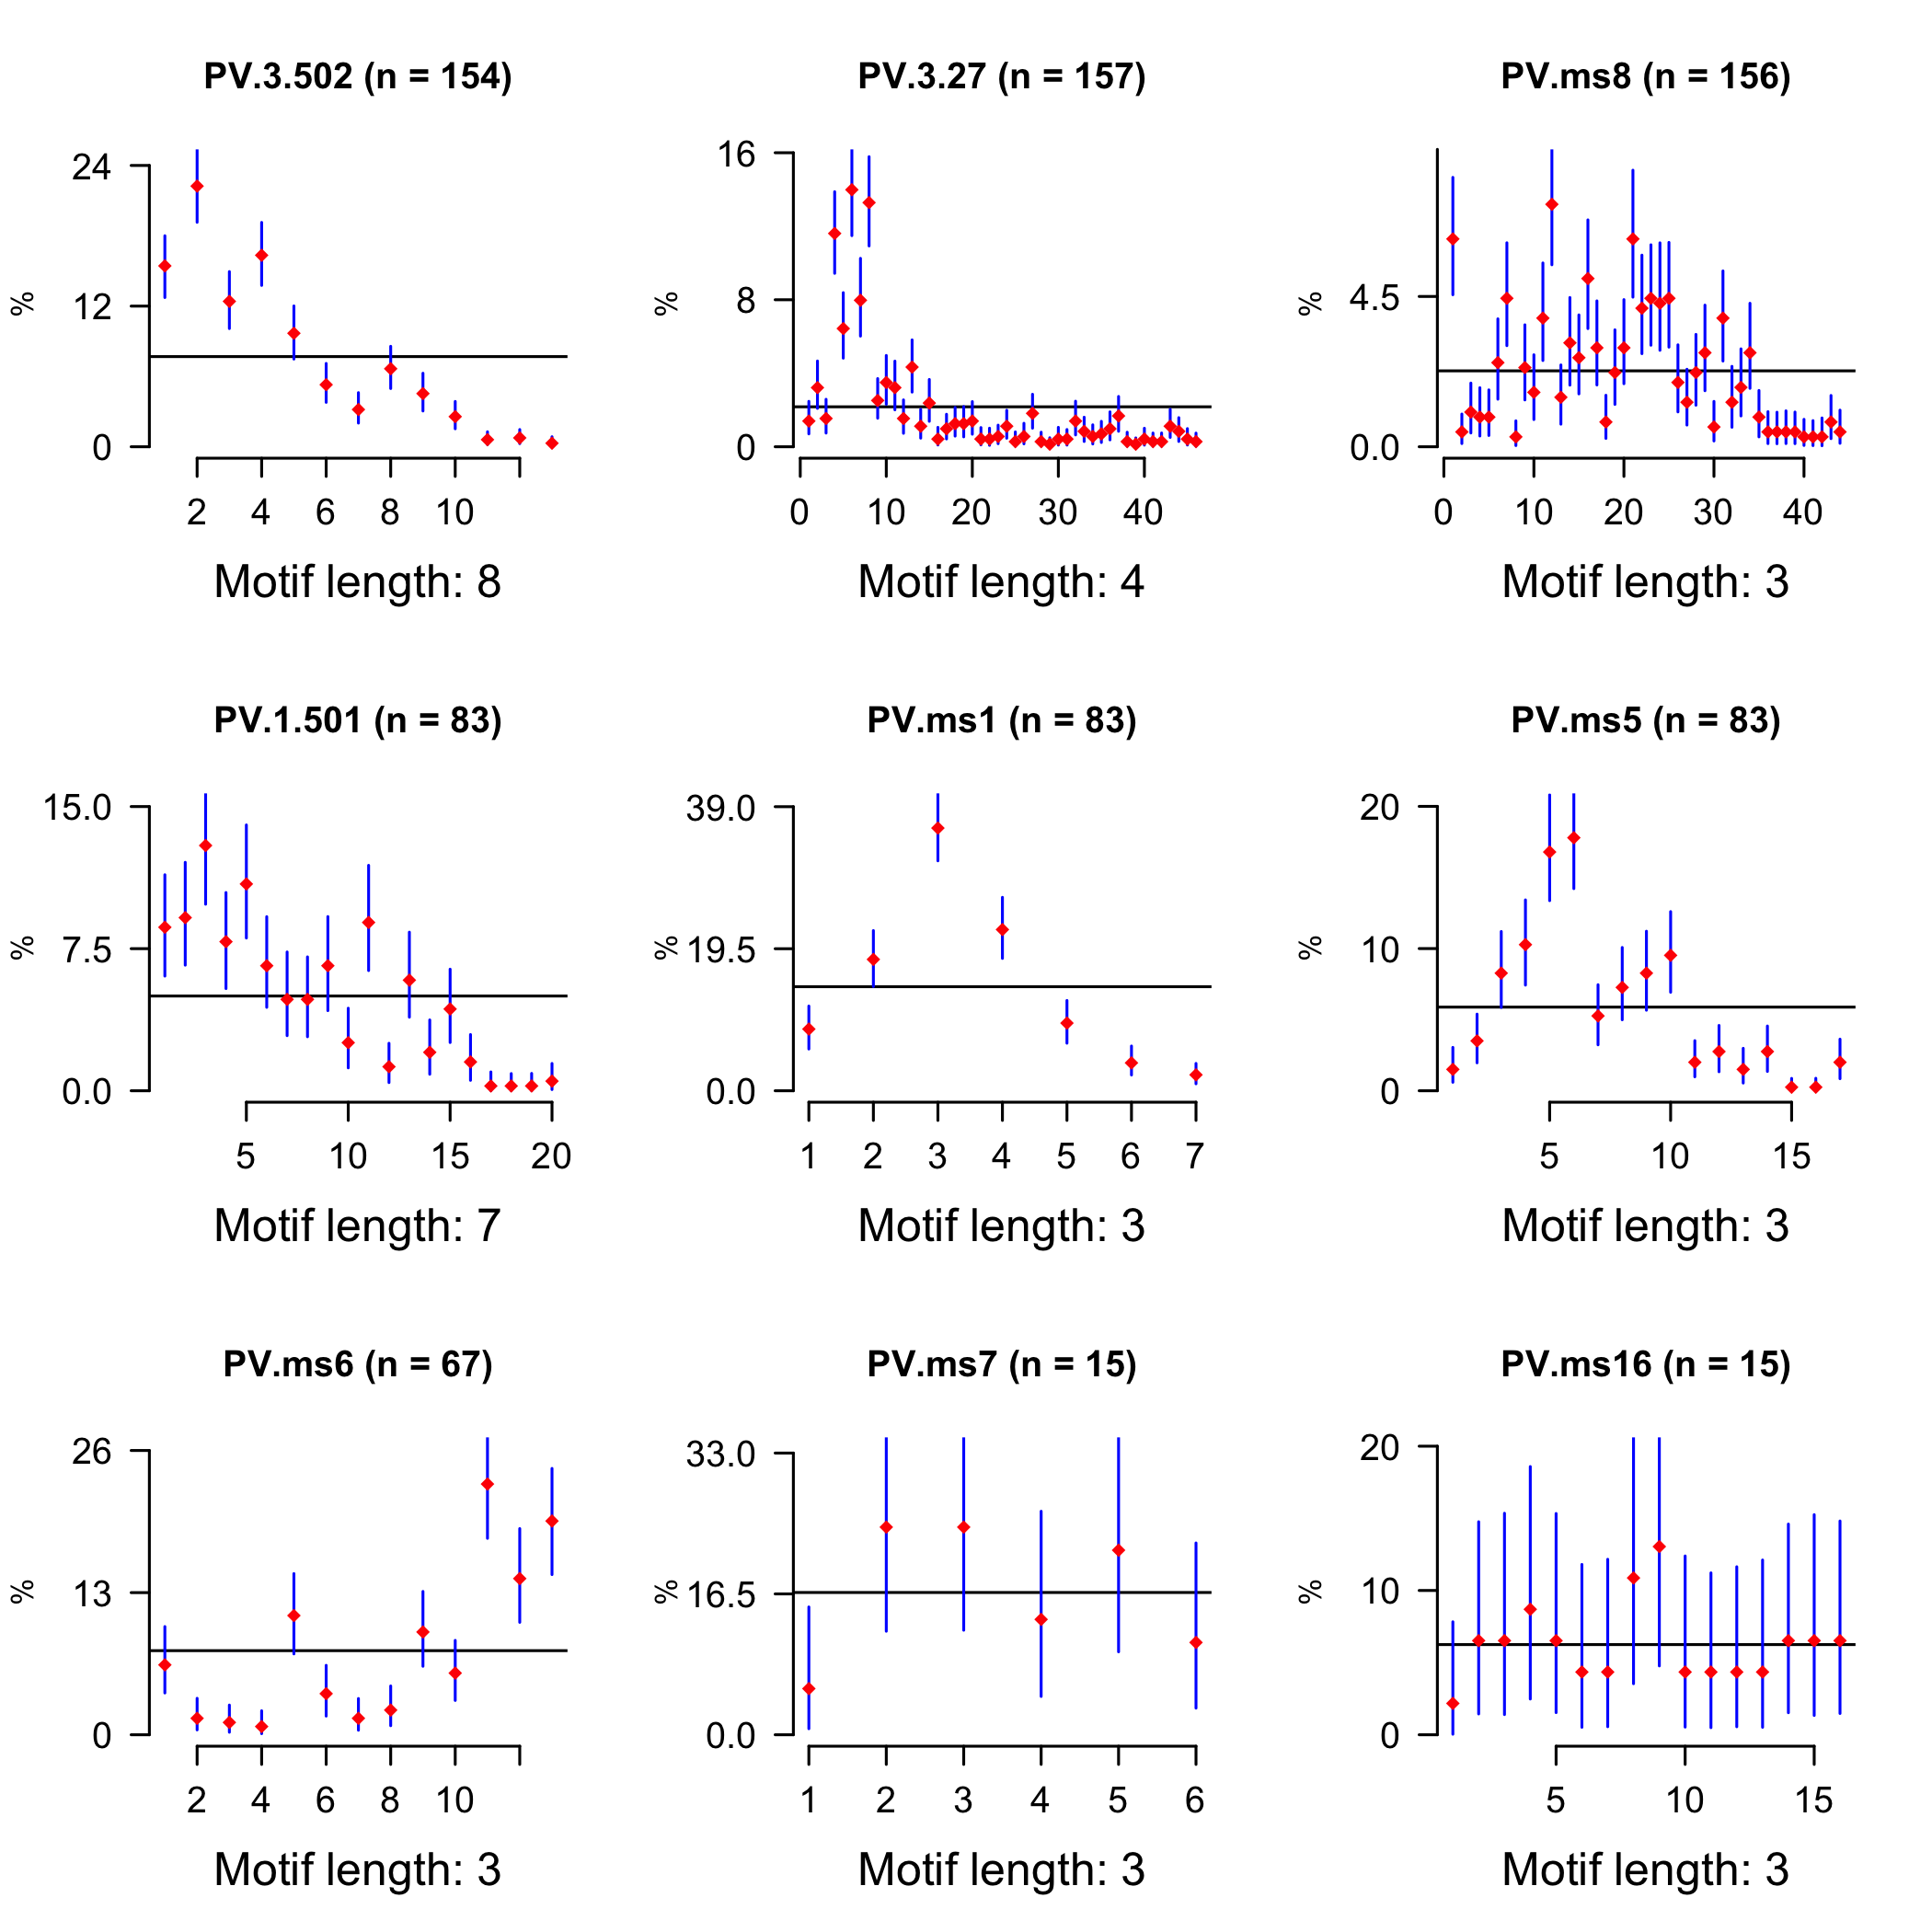 PV.3.502 (n = 154)
%
24
12
0
2 4 6 8 10
Motif length: 8
PV.3.27 (n = 157)
%
16
8
0
0 10 20 30 40
Motif length: 4
PV.ms8 (n = 156)
%
4.5
0.0
0 10 20 30 40
Motif length: 3
PV.1.501 (n = 83)
%
15.0
7.5
0.0
5 10 15 20
Motif length: 7
PV.ms1 (n = 83)
%
39.0
19.5
0.0
1 2 3 4 5 6 7
Motif length: 3
PV.ms5 (n = 83)
%
20
10
0
5 10 15
Motif length: 3
PV.ms6 (n = 67)
%
26
13
0
2 4 6 8 10
Motif length: 3
PV.ms7 (n = 15)
%
33.0
16.5
0.0
1 2 3 4 5 6
Motif length: 3
PV.ms16 (n = 15)
%
20
10
0
5 10 15
Motif length: 3